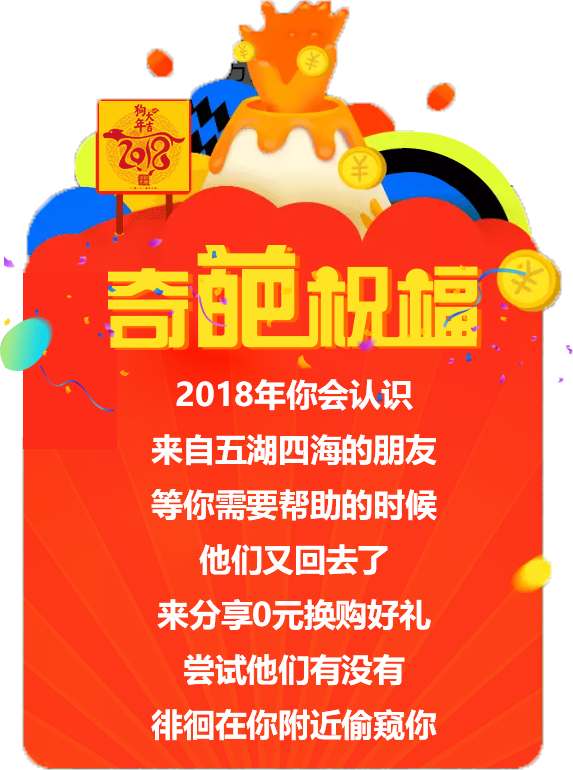 狗年
大吉
2018
奇葩祝福
2018年你会认识
来自五湖四海的朋友
等你需要帮助的时候
他们又回去了
来分享0元换购好礼
尝试他们有没有
徘徊在你附近偷窥你